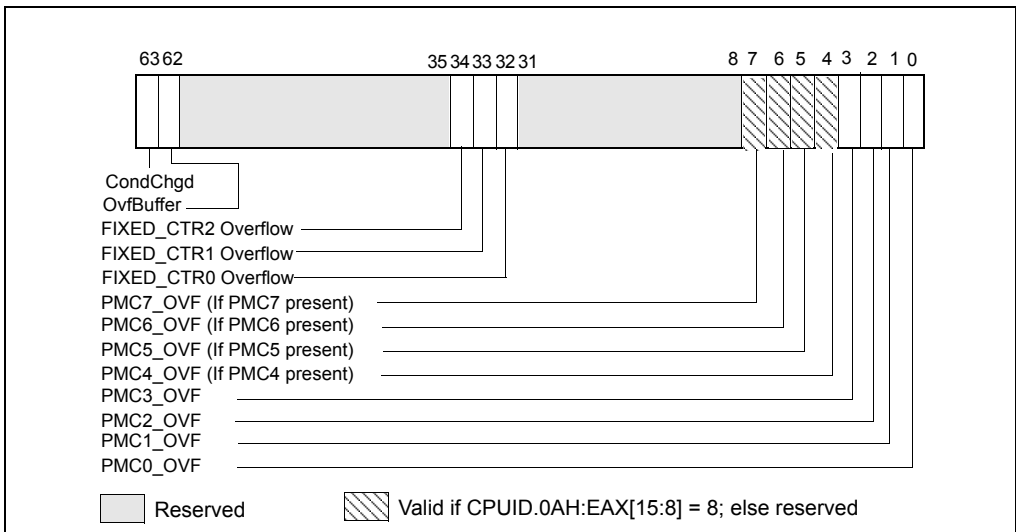 63 62 35 34 33 32 31 8 7 6 5 4 3 2 1 0
CondChgd
OvfBuffer
FIXED_CTR2 Overflow
FIXED_CTR1 Overflow
FIXED_CTR0 Overflow
PMC7_OVF (If PMC7 present)
PMC6_OVF (If PMC6 present)
PMC5_OVF (If PMC5 present)
PMC4_OVF (If PMC4 present)
PMC3_OVF
PMC2_OVF
PMC1_OVF
PMC0_OVF
Reserved Valid if CPUID.0AH:EAX[15:8] = 8; else reserved